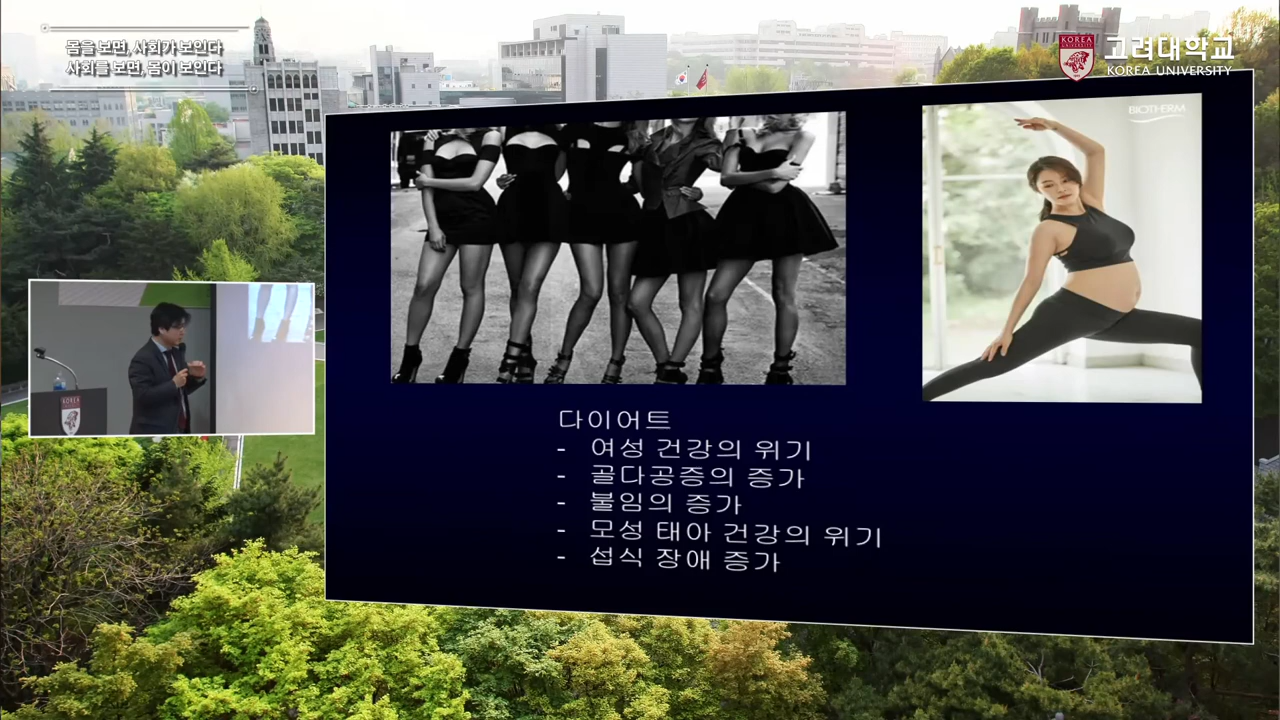 몸을 보면, 사회가 보인다
사회를 보면, 몸이 보인다
KOREA
UNIVERSITY
고려대학교
KOREA UNIVERSITY
BIOTHERM
다이어트
- 여성 건강의 위기
- 골다공증의 증가
- 불임의 증가
- 모성 태아 건강의 위기
- 섭식 장애 증가
KOREA